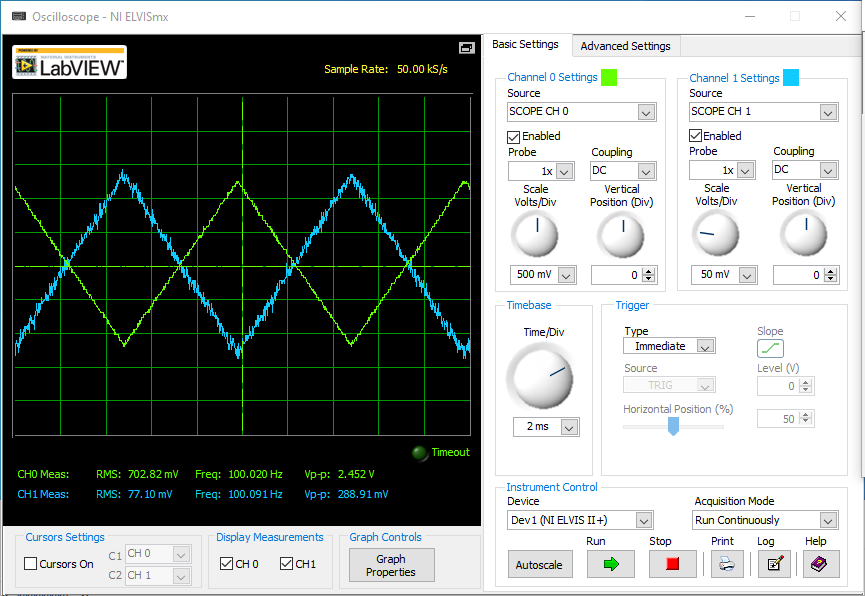 Oscilloscope - NI ELVISmx
POWERED BY
NATIONAL INSTRUMENTS
LabVIEW™
Sample Rate: 50.00 kS/s
Timeout
CH0 Meas: RMS: 702.82 mV Freq: 100.020 Hz Vp-p: 2.452 V
CH1 Meas: RMS: 77.10 mV Freq: 100.091 Hz Vp-p: 288.91 mV
Cursors Settings
Cursors On
C1 CH 0
C2 CH 1
Display Measurements
CH 0 CH1
Graph Controls
Graph
Properties
Basic Settings Advanced Settings
Channel 0 Settings
Source
SCOPE CH 0
Enabled
Probe Coupling
1x DC
Scale Vertical
Volts/Div Position (Div)
500 mV 0
Channel 1 Settings
Source
SCOPE CH 1
Enabled
Probe Coupling
1x DC
Scale Vertical
Volts/Div Position (Div)
50 mV 0
Timebase
Time/Div
2 ms
Trigger
Type Slope
Immediate
Source Level (V)
TRIG 0
Horizontal Position (%)
50
Instrument Control
Device Acquisition Mode
Dev1 (NI ELVIS II+) Run Continuously
Run Stop Print Log Help
Autoscale